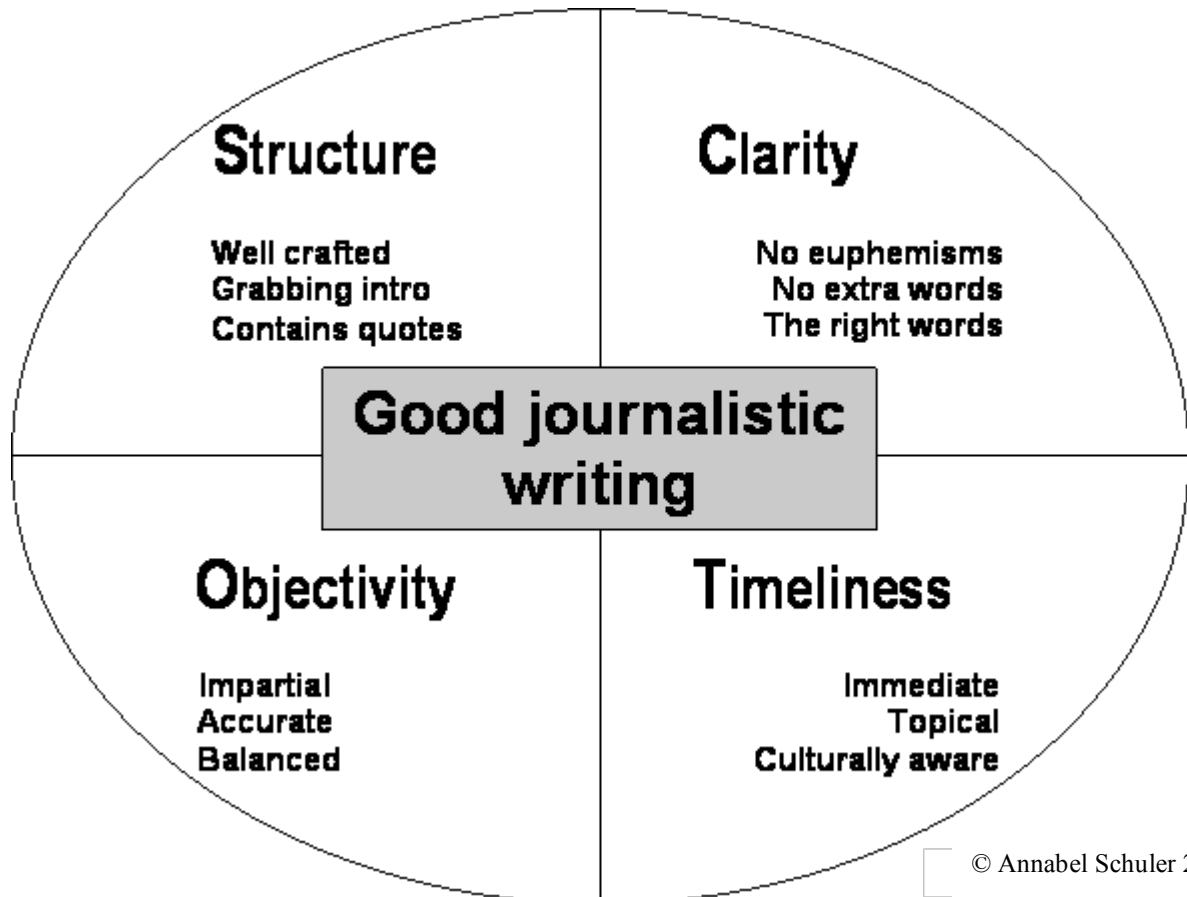 Structure
Well crafted
Grabbing intro
Contains quotes
Clarity
No euphemisms
No extra words
The right words
Good journalistic
writing
Objectivity
Impartial
Accurate
Balanced
Timeliness
Immediate
Topical
Culturally aware
© Annabel Schuler